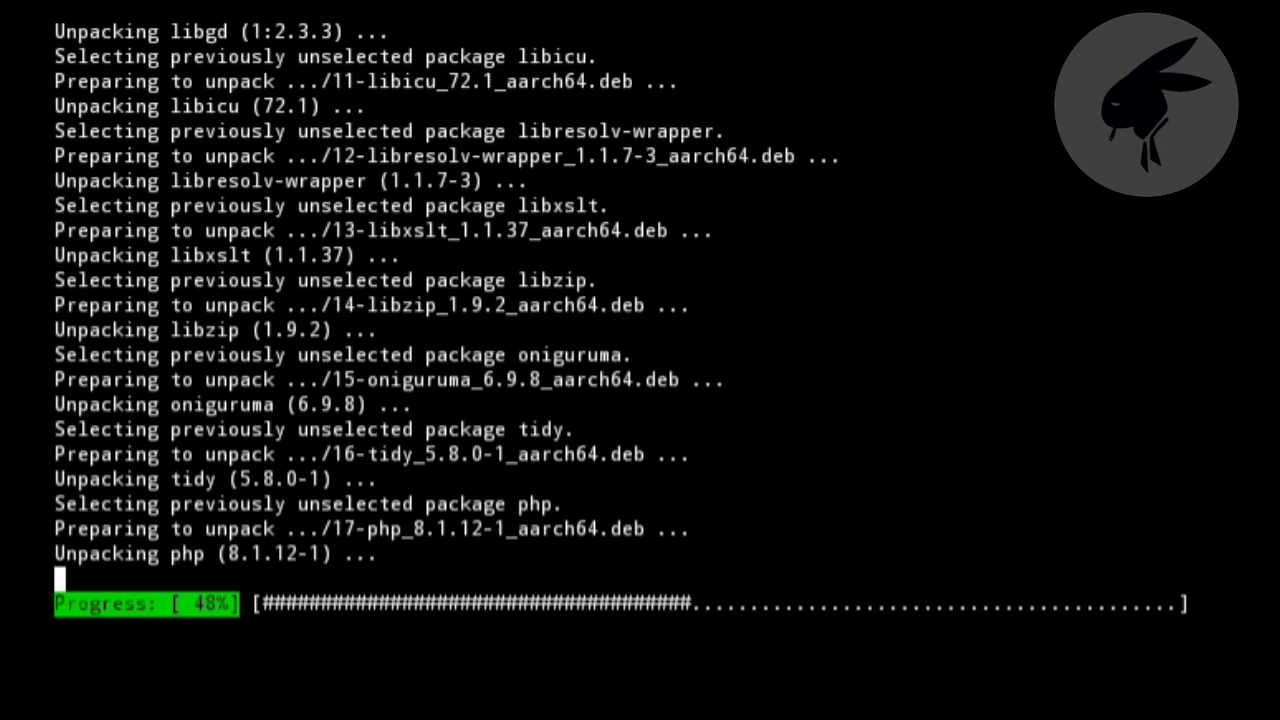 Unpacking libgd (1:2.3.3) ...
Selecting previously unselected package libicu.
Preparing to unpack .../11-libicu_72.1_aarch64.deb ...
Unpacking libicu (72.1) ...
Selecting previously unselected package libresolv-wrapper.
Preparing to unpack .../12-libresolv-wrapper_1.1.7-3_aarch64.deb ...
Unpacking libresolv-wrapper (1.1.7-3) ...
Selecting previously unselected package libxslt.
Preparing to unpack .../13-libxslt_1.1.37_aarch64.deb ...
Unpacking libxslt (1.1.37) ...
Selecting previously unselected package libzip.
Preparing to unpack .../14-libzip_1.9.2_aarch64.deb ...
Unpacking libzip (1.9.2) ...
Selecting previously unselected package oniguruma.
Preparing to unpack .../15-oniguruma_6.9.8_aarch64.deb ...
Unpacking oniguruma (6.9.8) ...
Selecting previously unselected package tidy.
Preparing to unpack .../16-tidy_5.8.0-1_aarch64.deb ...
Unpacking tidy (5.8.0-1) ...
Selecting previously unselected package php.
Preparing to unpack .../17-php_8.1.12-1_aarch64.deb ...
Unpacking php (8.1.12-1) ...
Progress: [ 48%] [#####################################..........................................]